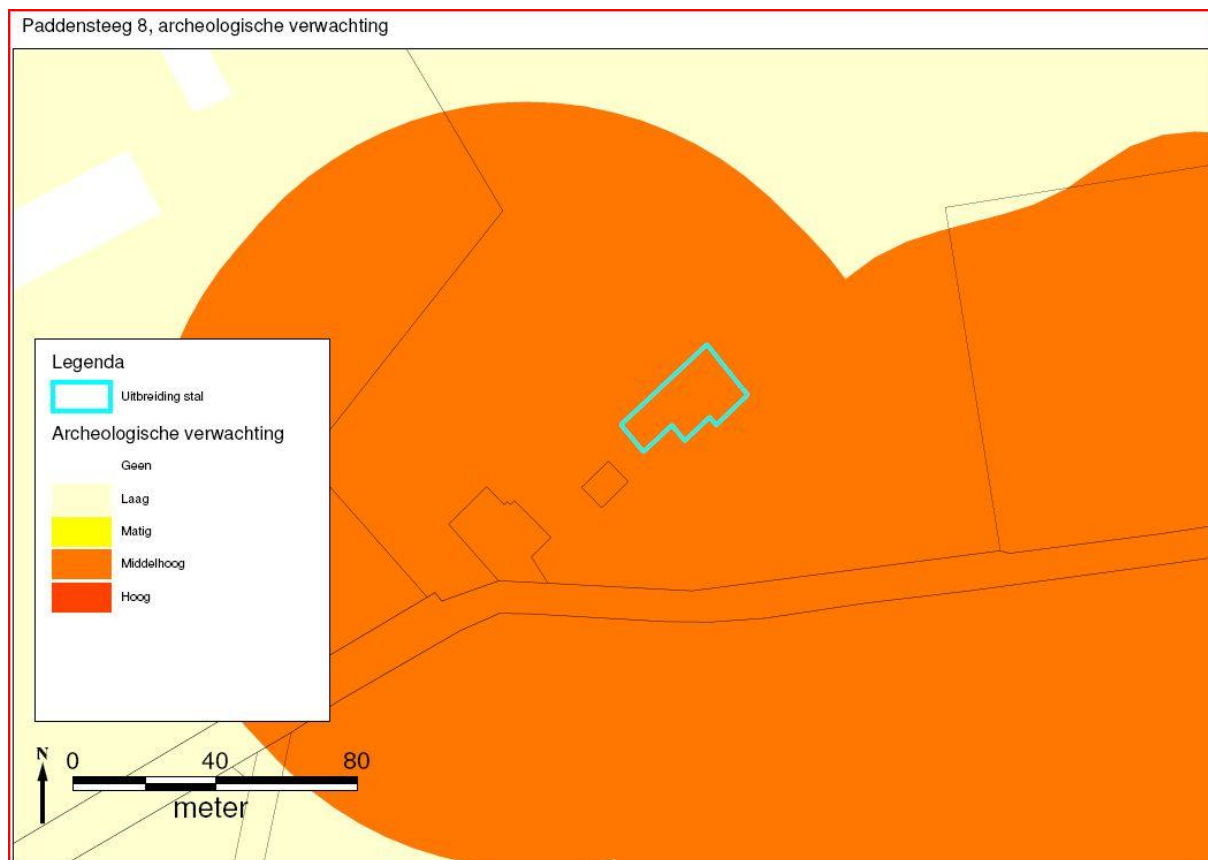 Paddensteeg 8, archeologische verwachting
Legenda
Uitbreiding stal
Archeologische verwachting
Geen
Laag
Matig
Middelhoog
Hoog
N
0 40 80
meter